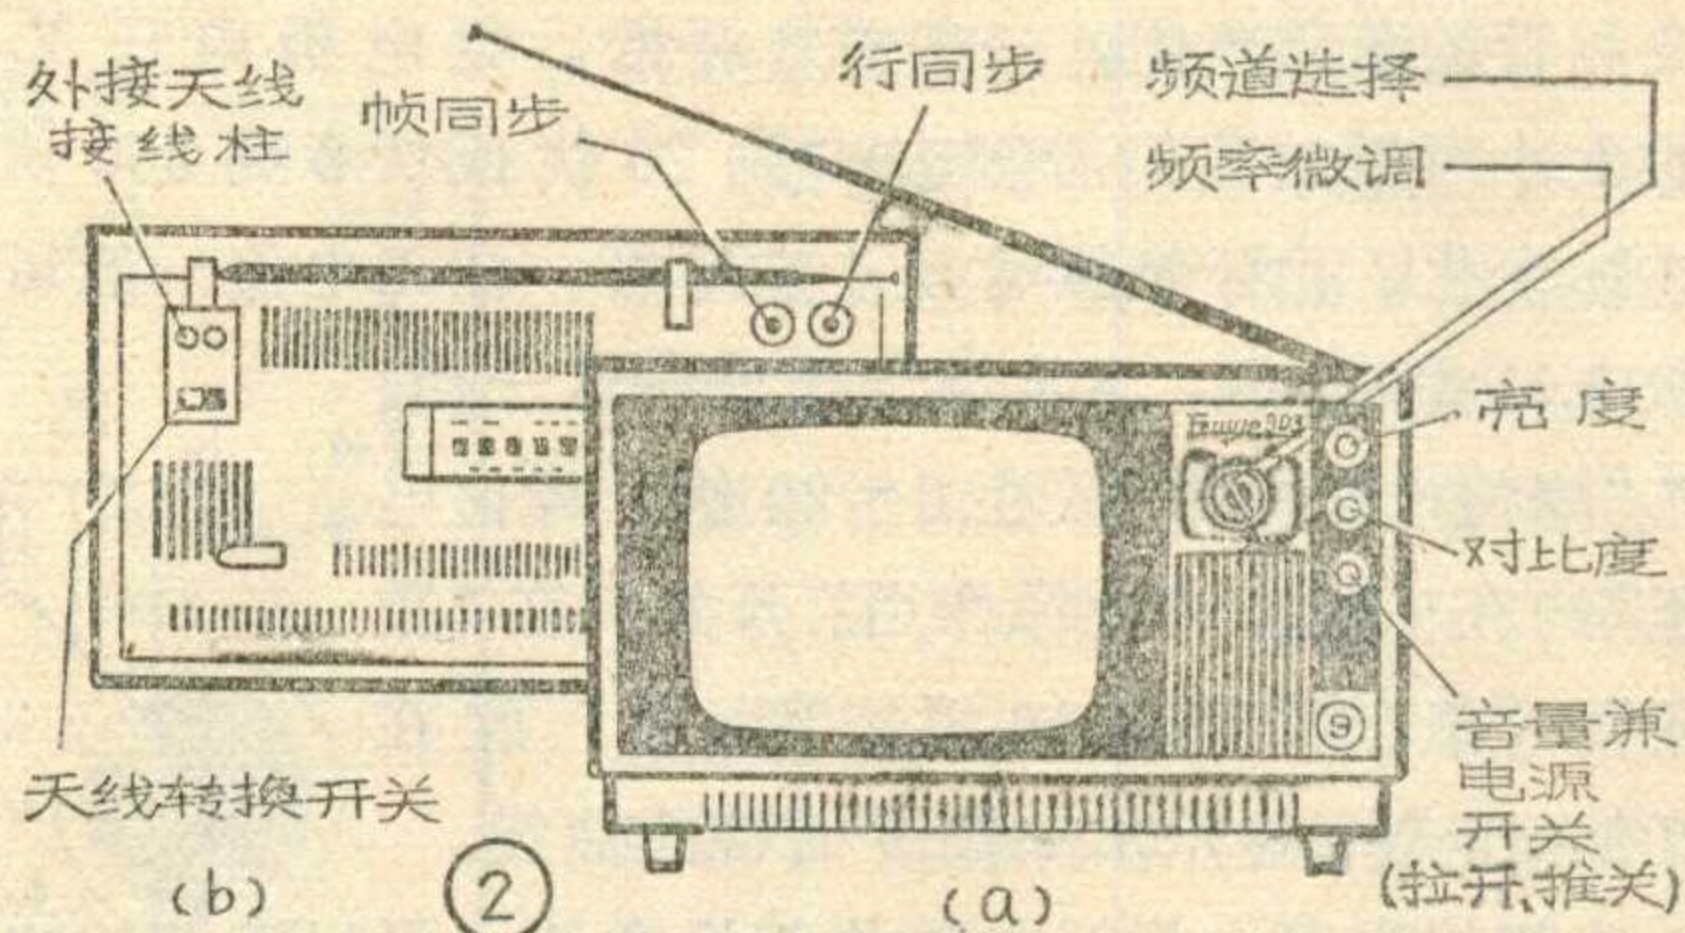 外接天线
接线柱
帧同步
行同步
频道选择
频率微调
亮度
对比度
音量兼
电源
开关
(拉开、推关)
天线转换开关
9
(b)
2
(a)